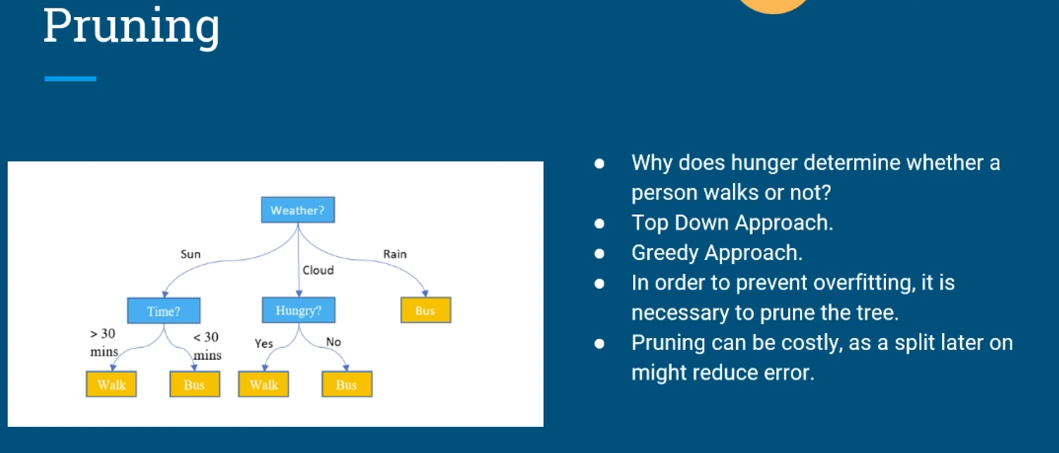 Pruning
Weather?
Sun
Cloud
Rain
Time?
Hungry?
Bus
> 30
mins
< 30
mins
Yes
No
Walk
Bus
Walk
Bus
● Why does hunger determine whether a
person walks or not?
● Top Down Approach.
● Greedy Approach.
● In order to prevent overfitting, it is
necessary to prune the tree.
● Pruning can be costly, as a split later on
might reduce error.